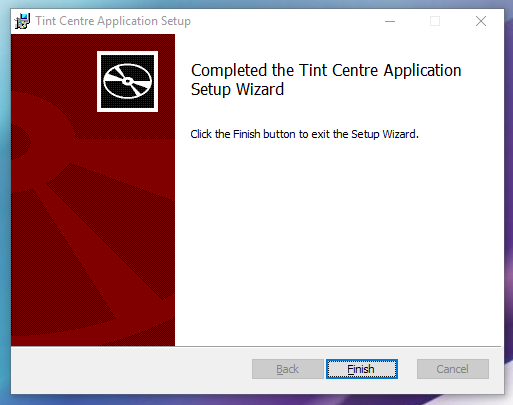 Tint Centre Application Setup
Completed the Tint Centre Application
Setup Wizard
Click the Finish button to exit the Setup Wizard.
Back
Finish
Cancel